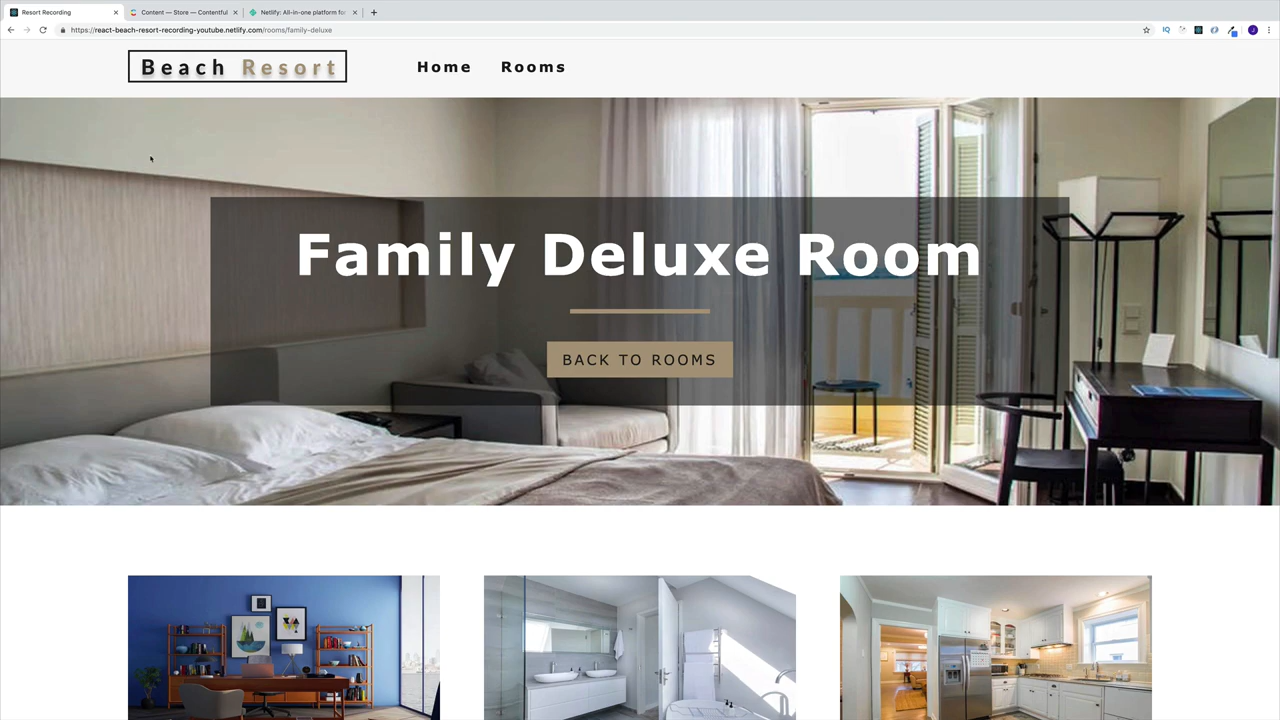 Resort Recording
Content — Store — Contentful
Netlify: All-in-one platform for
https://react-beach-resort-recording-youtube.netlify.com/rooms/family-deluxe
IQ
J
Beach Resort
Home
Rooms
Family Deluxe Room
BACK TO ROOMS